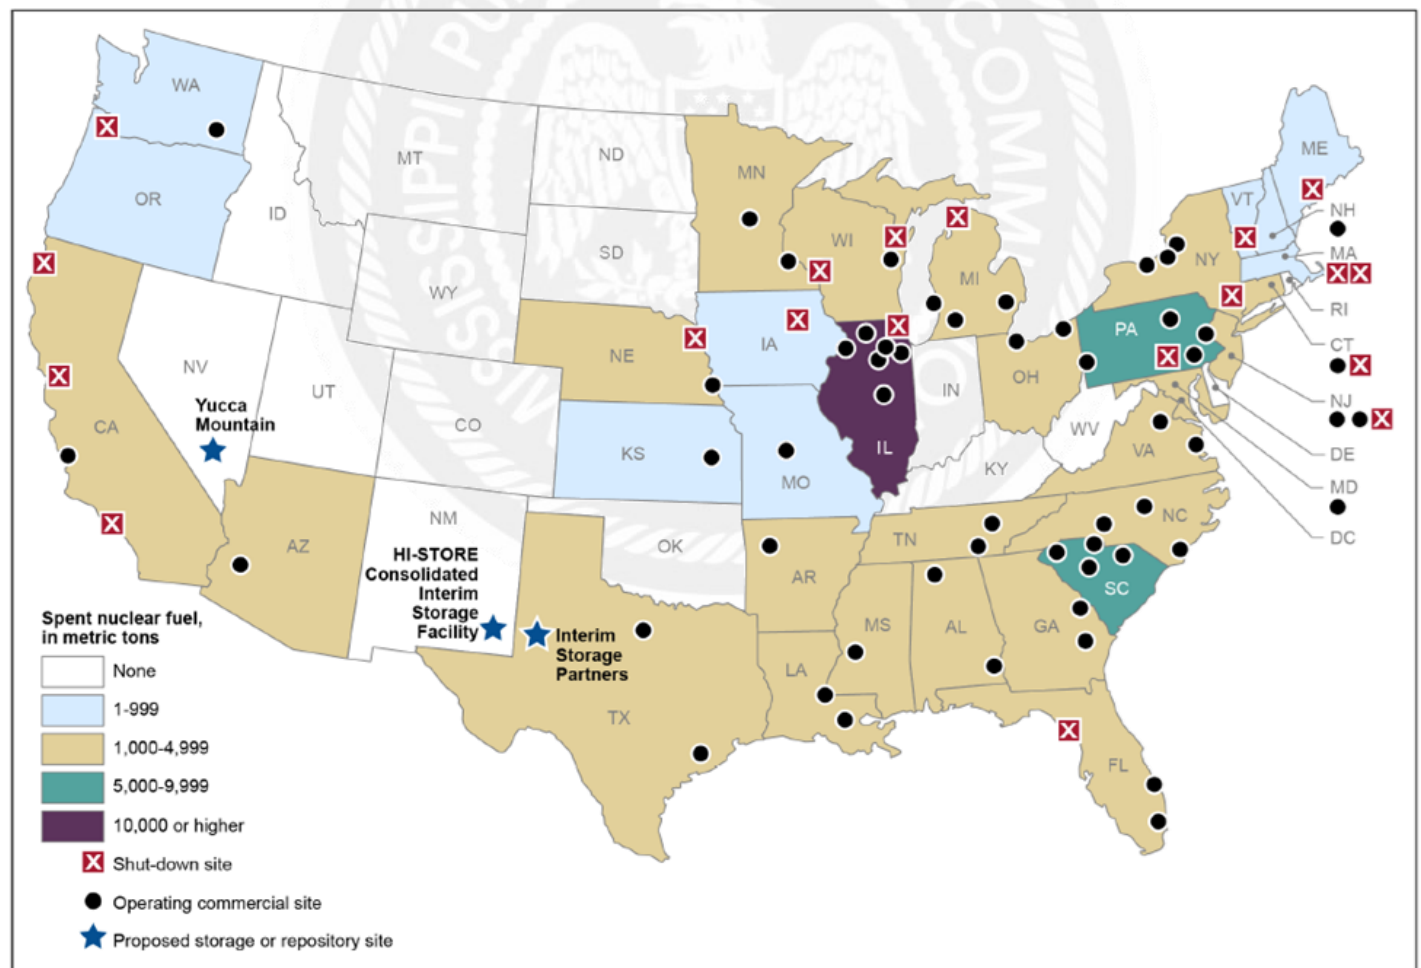 MISSISSIPPI PU
COMM
WA
MT
ND
MN
ME
OR
ID
SD
WI
VT
NH
MI
NY
MA
WY
RI
IA
PA
CT
NE
NV
UT
OH
IN
NJ
Yucca
Mountain
CA
CO
WV
DE
KS
IL
VA
KY
MD
MO
NM
NC
DC
AZ
OK
TN
HI-STORE
Consolidated
Interim
Storage
Facility
AR
SC
Interim
Storage
Partners
MS
AL
GA
LA
TX
FL
Spent nuclear fuel,
in metric tons
None
1-999
1,000-4,999
5,000-9,999
10,000 or higher
X Shut-down site
Operating commercial site
Proposed storage or repository site